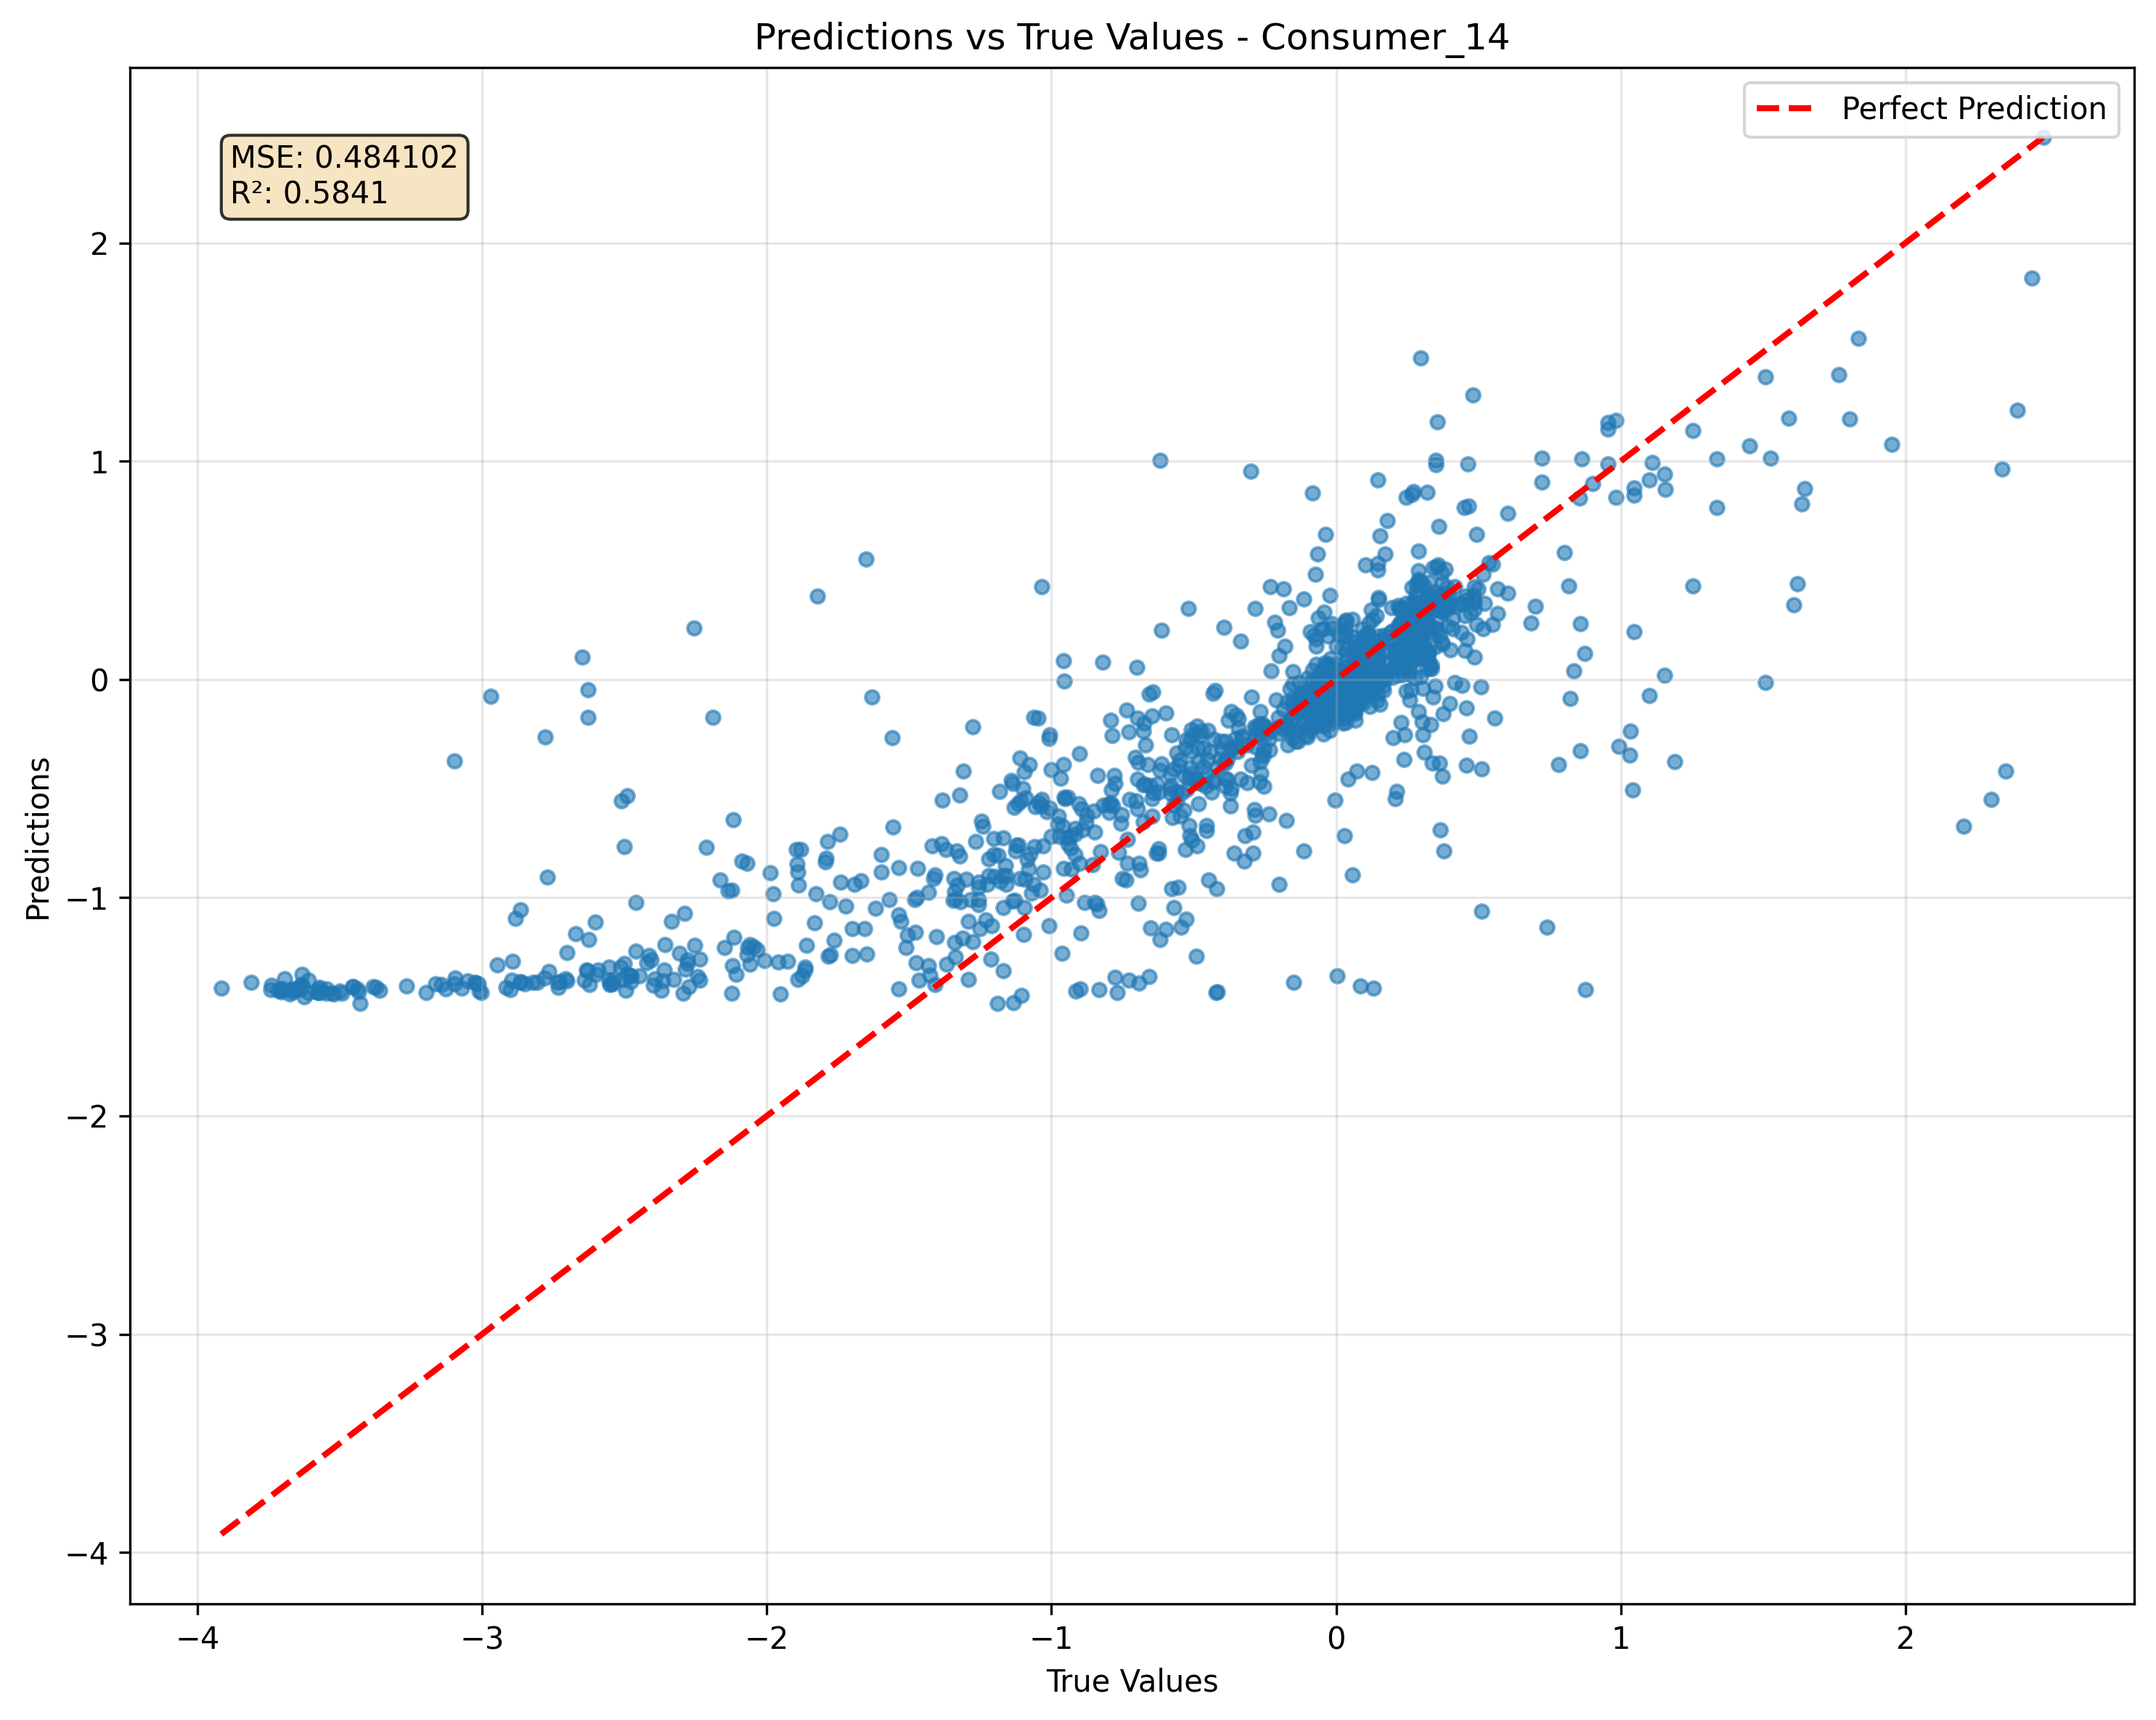 Predictions vs True Values - Consumer_14
Perfect Prediction
MSE: 0.484102
R²: 0.5841
2
1
0
−1
−2
−3
−4
Predictions
−4 −3 −2 −1 0 1 2
True Values